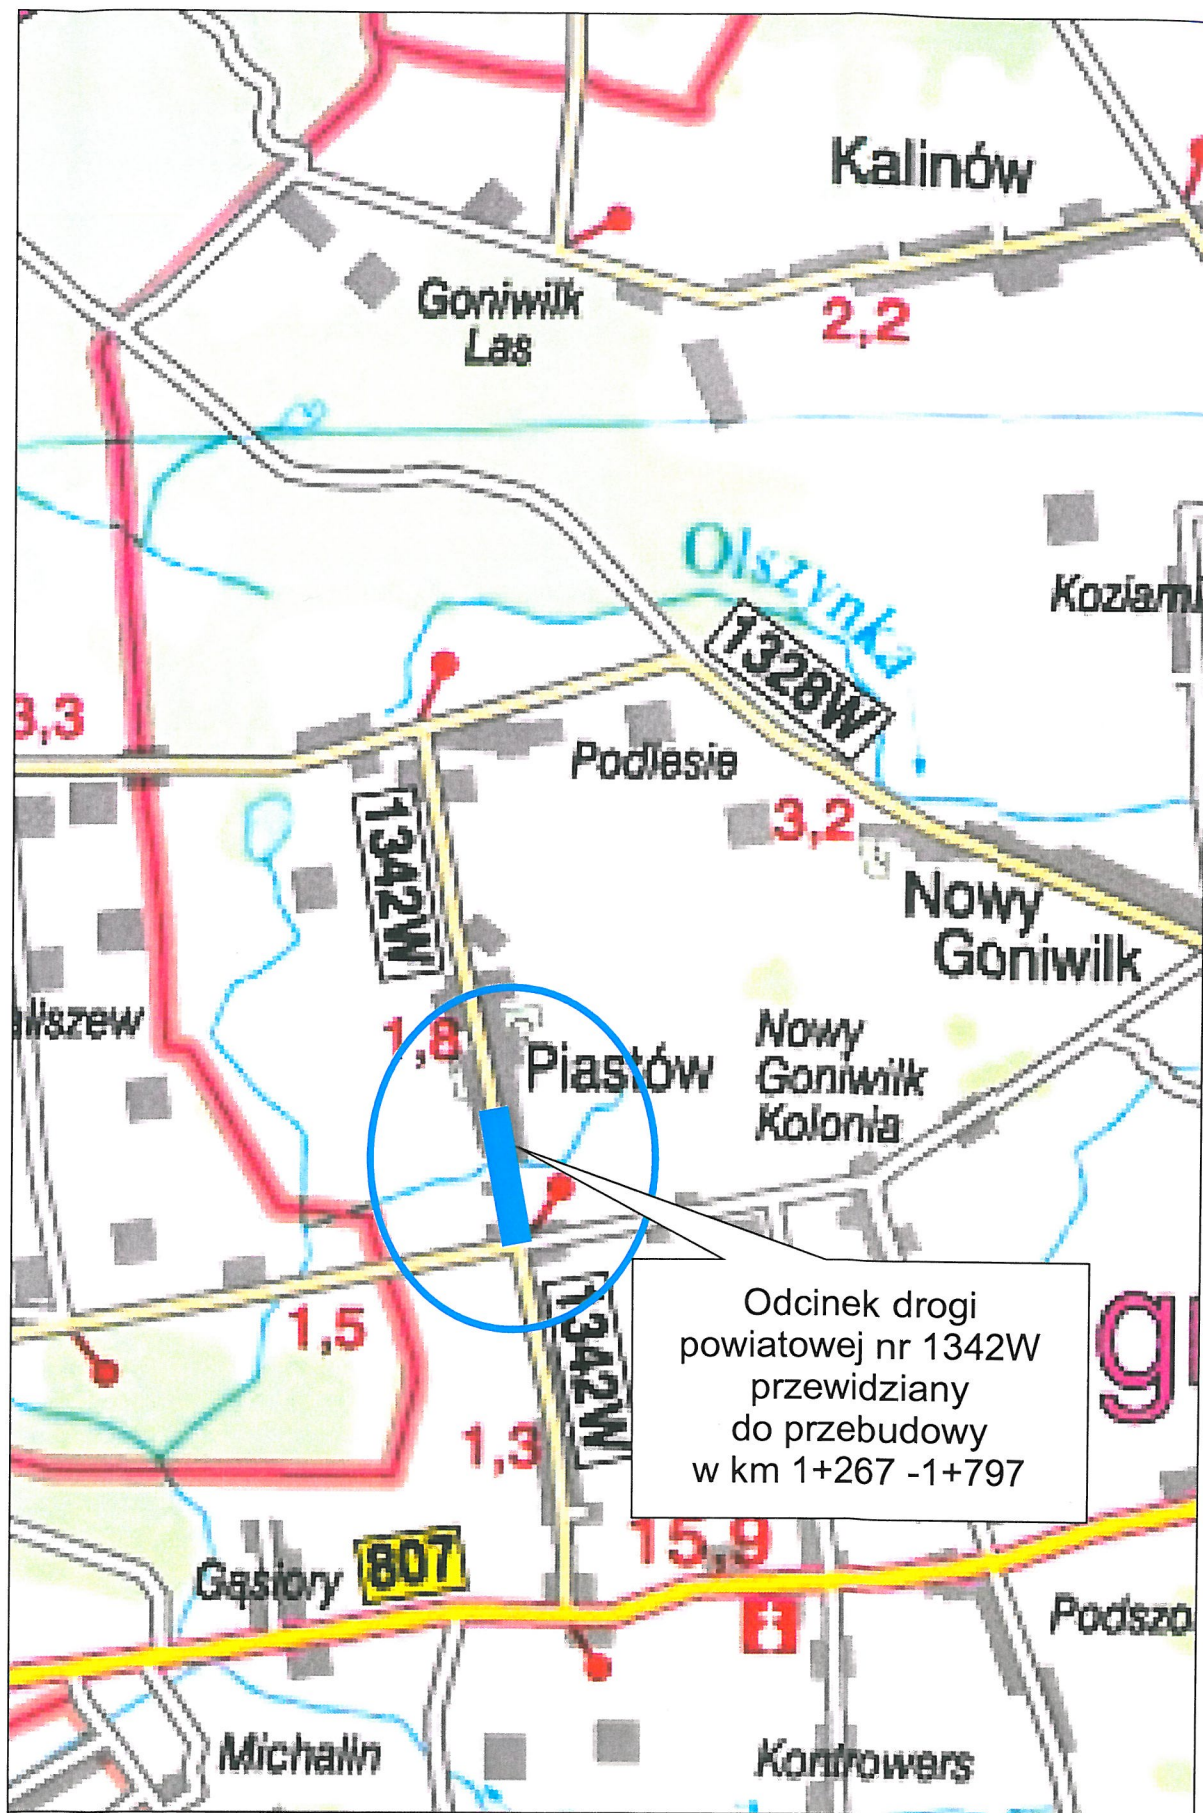 Kalinów
Goniwilk
Las
2,2
Olszynka
1328W
3,3
Podlesie
3,2
1342W
Nowy
Goniwilk
1,8
Piastów
Nowy
Goniwilk
Kolonia
1,5
1342W
Odcinek drogi
powiatowej nr 1342W
przewidziany
do przebudowy
w km 1+267 -1+797
1,3
15,9
Gąsiory
807
Michalin
Kontrowers